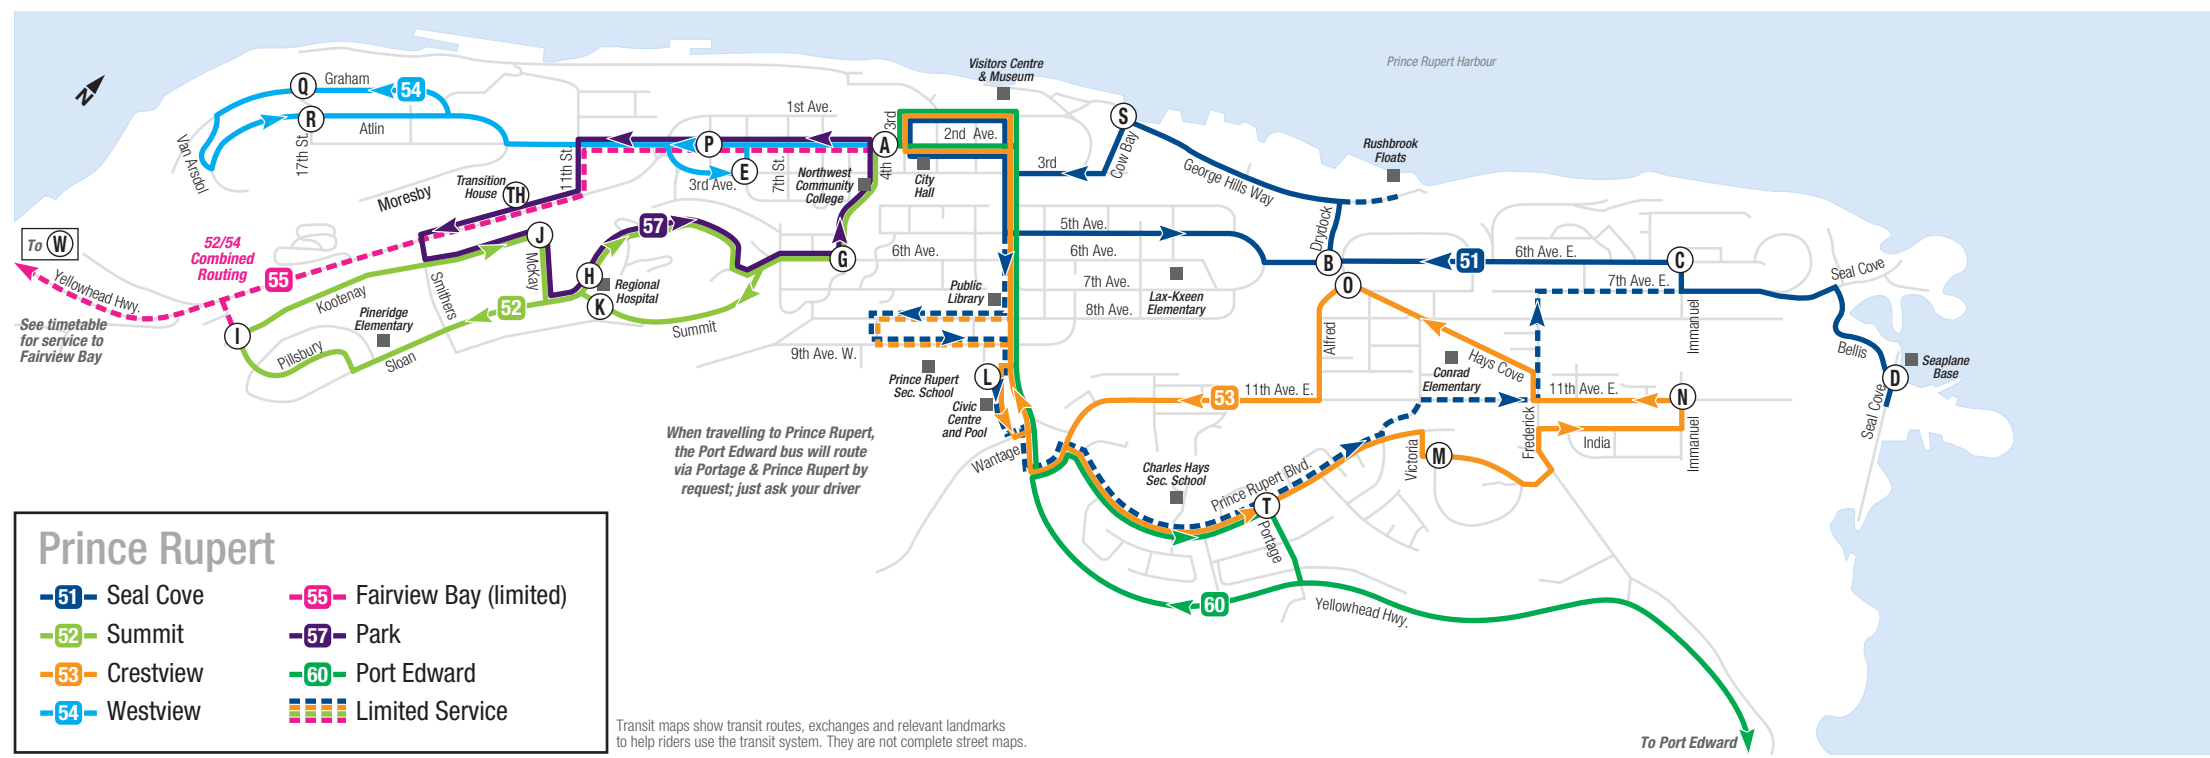 Prince Rupert Harbour
Visitors Centre
& Museum
Rushbrook
Floats
N
Q
Graham
54
R
Atlin
17th St.
Van Arsdol
1st Ave.
3rd
2nd Ave.
A
P
E
3rd Ave.
7th St.
11th St.
4th
Northwest
Community
College
City
Hall
S
Cow Bay
3rd
George Hills Way
Drydock
Transition
House
TH
Moresby
57
J
McKay
H
Regional
Hospital
K
G
Summit
To W
Yellowhead Hwy.
See timetable
for service to
Fairview Bay
52/54
Combined
Routing
55
I
Kootenay
Smithers
52
Pineridge
Elementary
Pillsbury
Sloan
5th Ave.
6th Ave.
6th Ave.
7th Ave.
8th Ave.
Public
Library
Lax-Kxeen
Elementary
9th Ave. W.
Prince Rupert
Sec. School
L
Civic
Centre
and Pool
Wantage
B
O
51
6th Ave. E.
C
7th Ave. E.
Immanuel
Seal Cove
Bellis
Seaplane
Base
D
Seal Cove
Alfred
Hays Cove
Conrad
Elementary
11th Ave. E.
53
11th Ave. E.
N
Frederick
India
Immanuel
Victoria
M
Charles Hays
Sec. School
Prince Rupert Blvd.
T
Portage
60
Yellowhead Hwy.
To Port Edward
When travelling to Prince Rupert,
the Port Edward bus will route
via Portage & Prince Rupert by
request; just ask your driver
Prince Rupert
51 Seal Cove
52 Summit
53 Crestview
54 Westview
55 Fairview Bay (limited)
57 Park
60 Port Edward
Limited Service
Transit maps show transit routes, exchanges and relevant landmarks
to help riders use the transit system. They are not complete street maps.